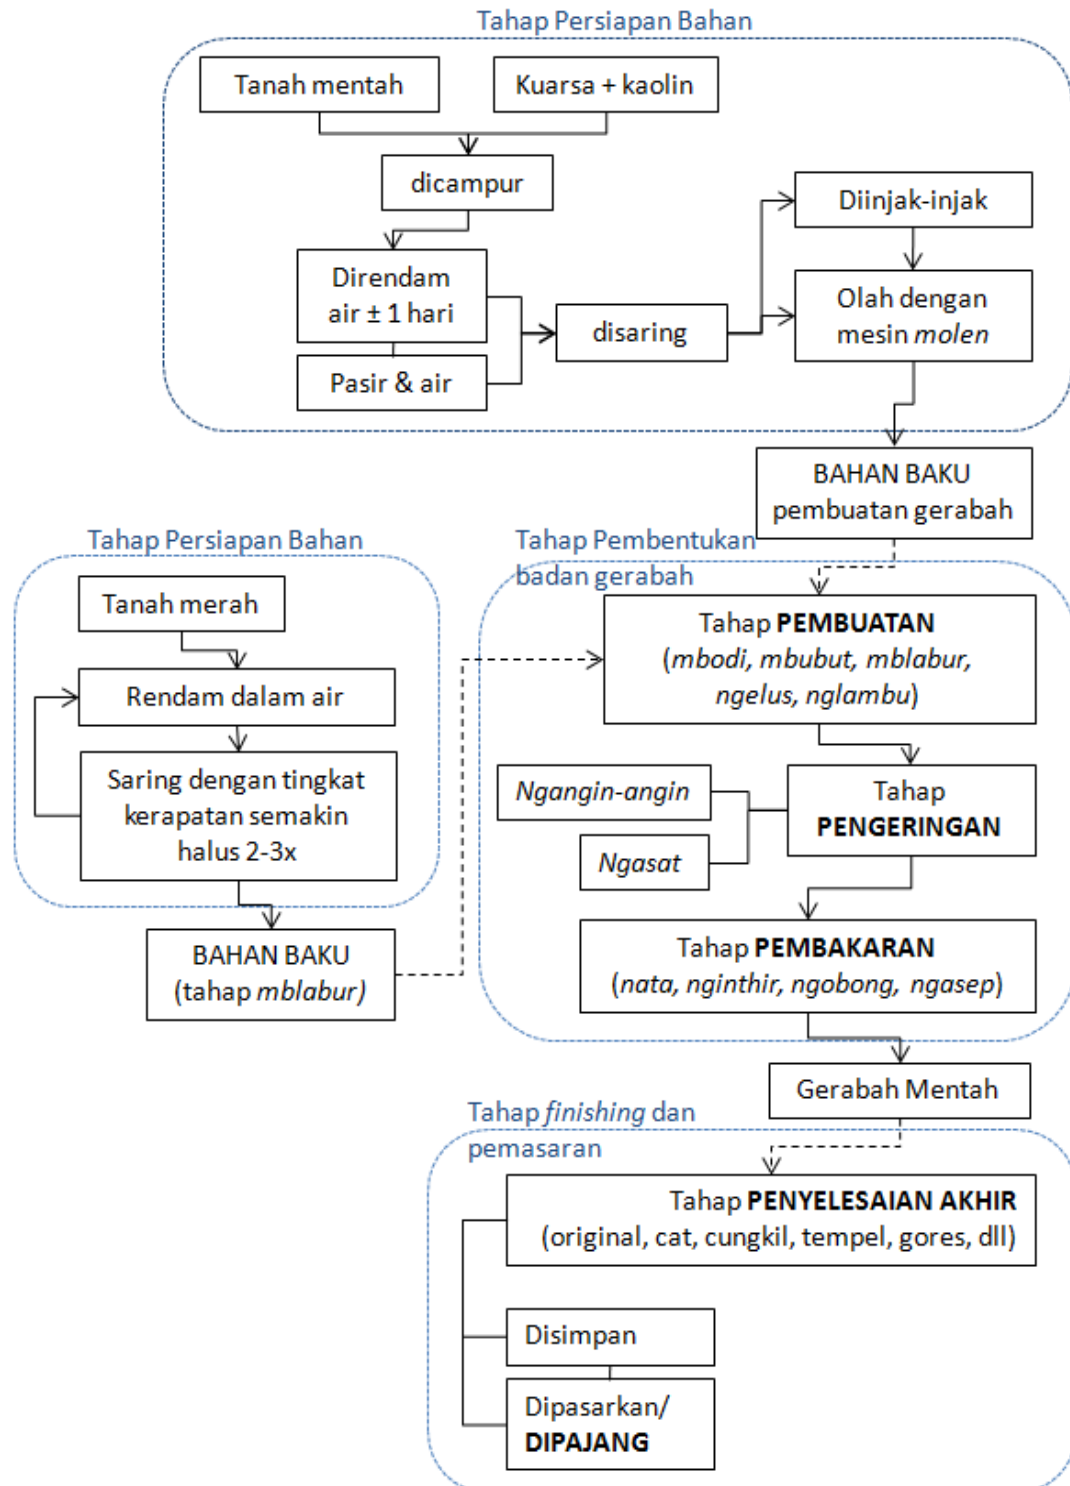 Tahap Persiapan Bahan
Tanah mentah
Kuarsa + kaolin
dicampur
Direndam
air ± 1 hari
Pasir & air
disaring
Diinjak-injak
Olah dengan
mesin molen
BAHAN BAKU
pembuatan gerabah
Tahap Persiapan Bahan
Tanah merah
Rendam dalam air
Saring dengan tingkat
kerapatan semakin
halus 2-3x
BAHAN BAKU
(tahap mblabur)
Tahap Pembentukan
badan gerabah
Tahap PEMBUATAN
(mbodi, mbubut, mblabur,
ngelus, nglambu)
Ngangin-angin
Ngasat
Tahap
PENGERINGAN
Tahap PEMBAKARAN
(nata, nginthir, ngobong, ngasep)
Gerabah Mentah
Tahap finishing dan
pemasaran
Tahap PENYELESAIAN AKHIR
(original, cat, cungkil, tempel, gores, dll)
Disimpan
Dipasarkan/
DIPAJANG